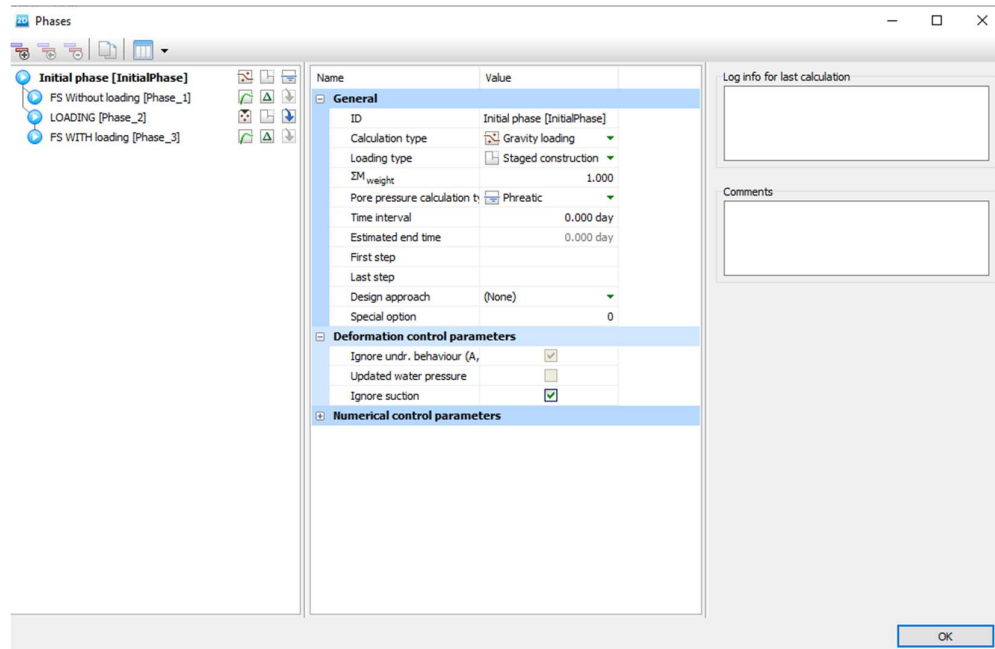 2D Phases
Initial phase [InitialPhase]
FS Without loading [Phase_1]
LOADING [Phase_2]
FS WITH loading [Phase_3]
Name Value
General
ID Initial phase [InitialPhase]
Calculation type Gravity loading
Loading type Staged construction
ΣM weight 1.000
Pore pressure calculation ty Phreatic
Time interval 0.000 day
Estimated end time 0.000 day
First step
Last step
Design approach (None)
Special option 0
Deformation control parameters
Ignore undr. behaviour (A,
Updated water pressure
Ignore suction
Numerical control parameters
Log info for last calculation
Comments
OK